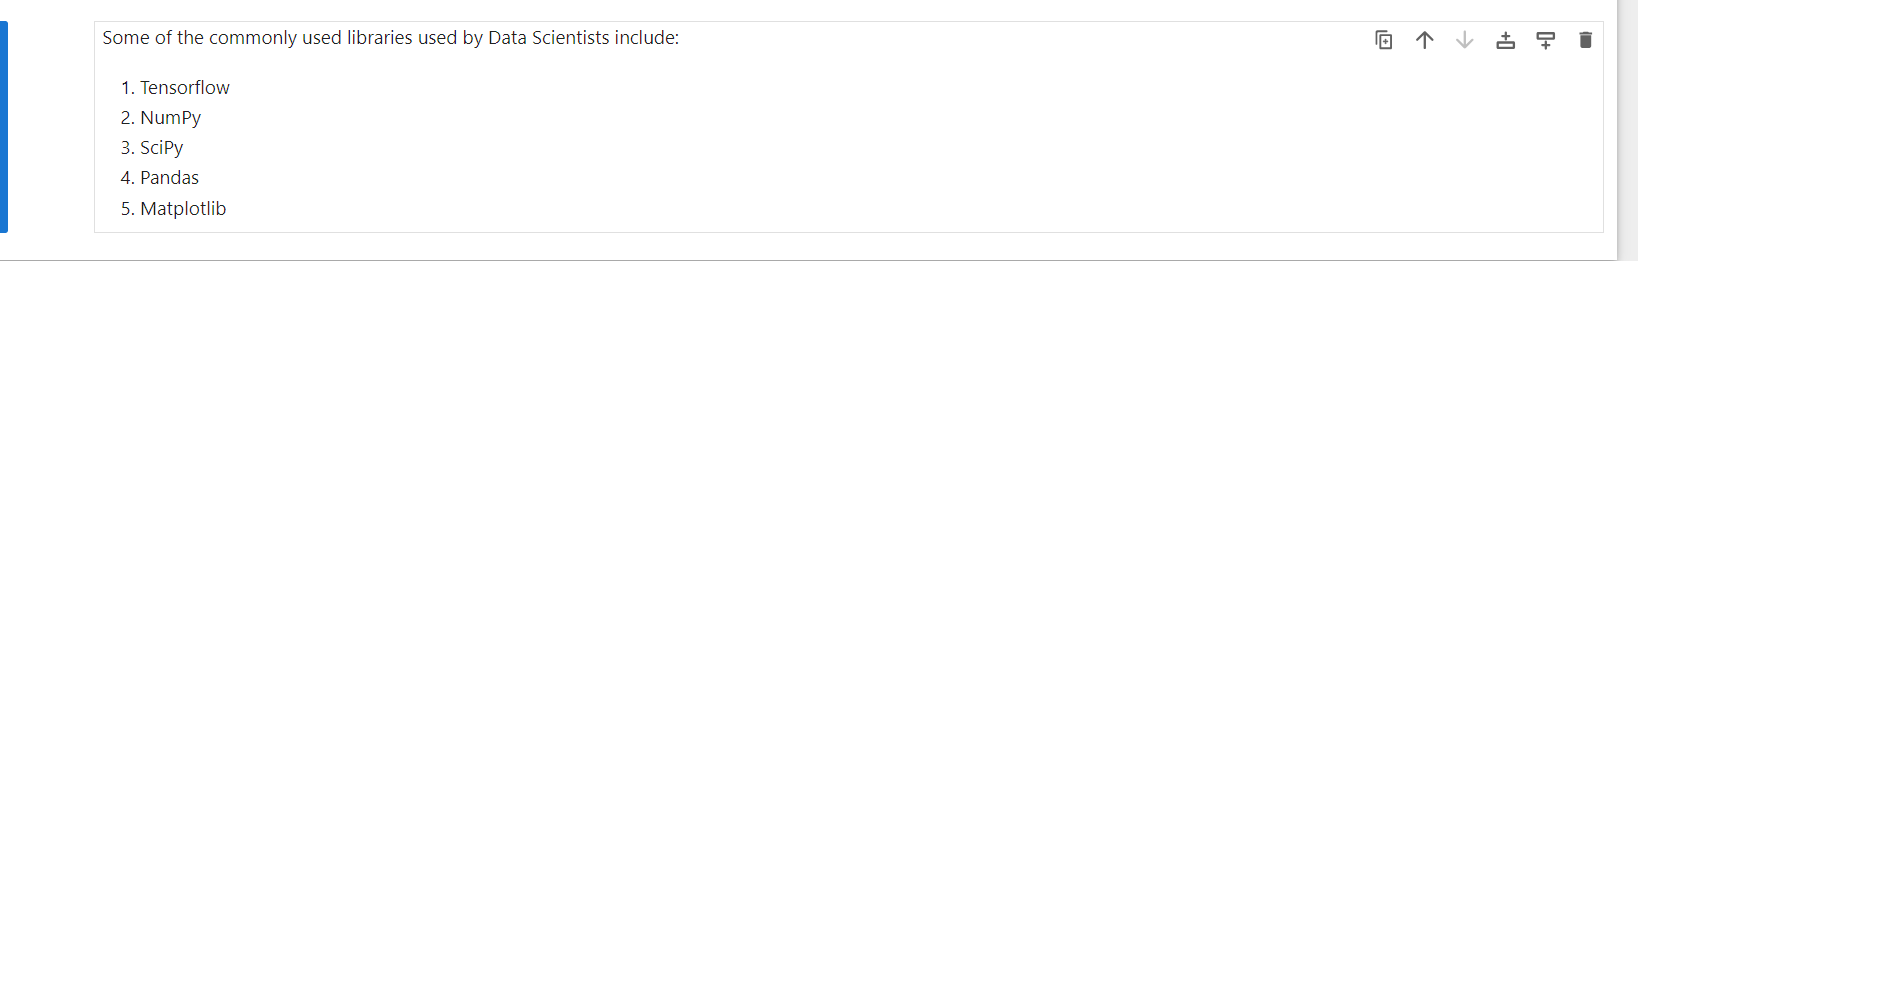 Some of the commonly used libraries used by Data Scientists include:
1. Tensorflow
2. NumPy
3. SciPy
4. Pandas
5. Matplotlib